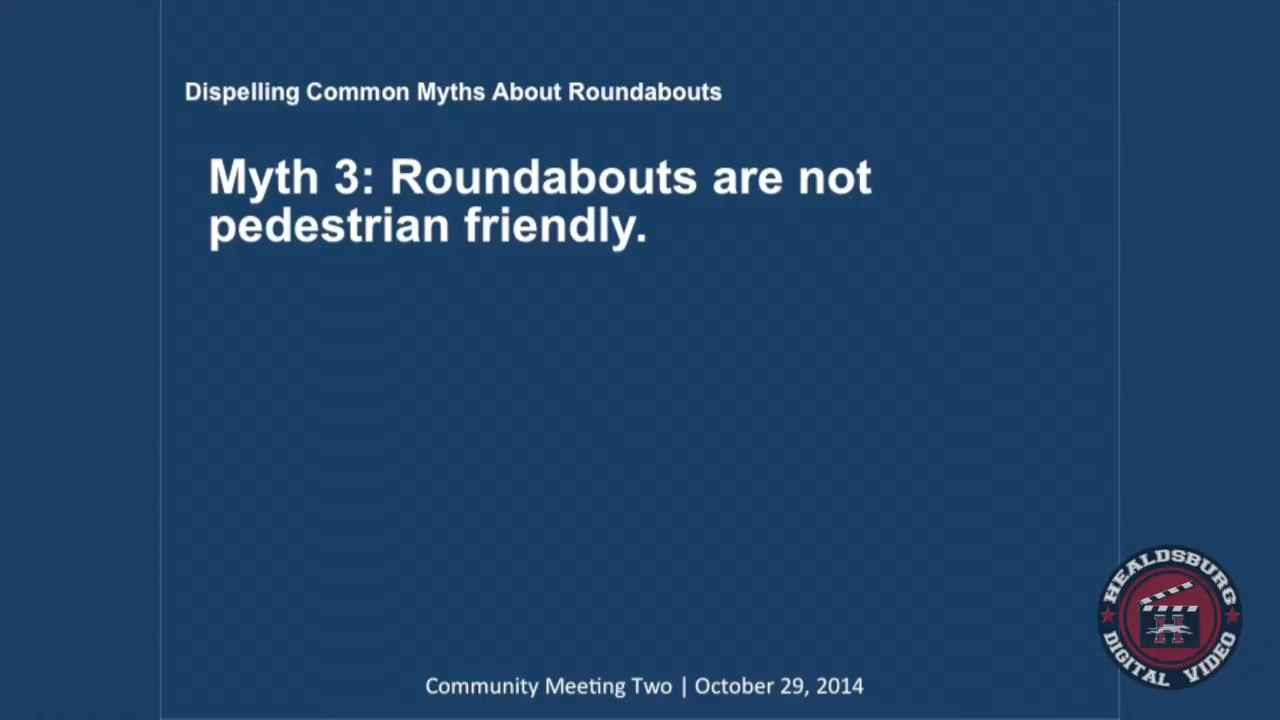 Dispelling Common Myths About Roundabouts
Myth 3: Roundabouts are not
pedestrian friendly.
HEALDSBURG
H
DIGITAL VIDEO
Community Meeting Two | October 29, 2014